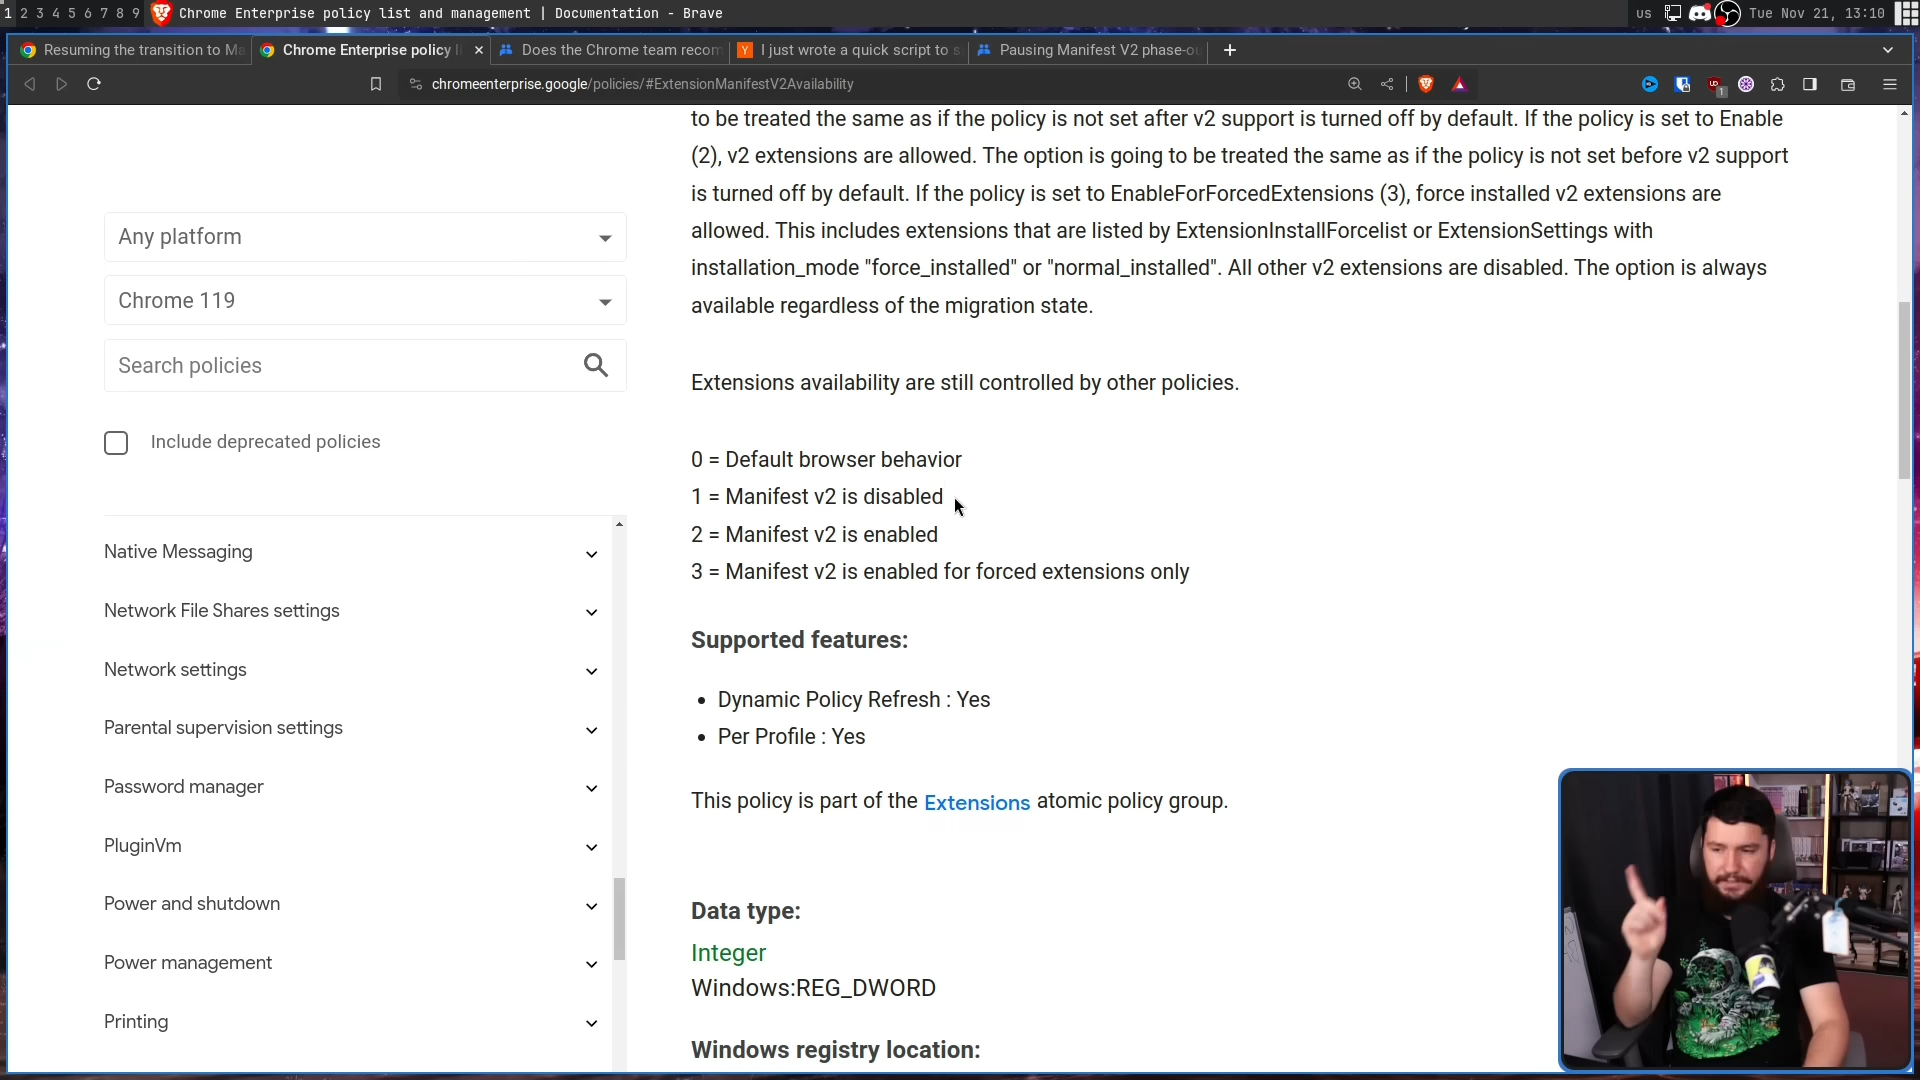 1 2 3 4 5 6 7 8 9 Chrome Enterprise policy list and management | Documentation - Brave us Tue Nov 21, 13:10
Resuming the transition to Ma Chrome Enterprise policy li Does the Chrome team recom I just wrote a quick script to s Pausing Manifest V2 phase-ou
chromeenterprise.google/policies/#ExtensionManifestV2Availability
to be treated the same as if the policy is not set after v2 support is turned off by default. If the policy is set to Enable
(2), v2 extensions are allowed. The option is going to be treated the same as if the policy is not set before v2 support
is turned off by default. If the policy is set to EnableForForcedExtensions (3), force installed v2 extensions are
allowed. This includes extensions that are listed by ExtensionInstallForcelist or ExtensionSettings with
installation_mode "force_installed" or "normal_installed". All other v2 extensions are disabled. The option is always
available regardless of the migration state.
Extensions availability are still controlled by other policies.
0 = Default browser behavior
1 = Manifest v2 is disabled
2 = Manifest v2 is enabled
3 = Manifest v2 is enabled for forced extensions only
Supported features:
• Dynamic Policy Refresh : Yes
• Per Profile : Yes
This policy is part of the Extensions atomic policy group.
Data type:
Integer
Windows:REG_DWORD
Windows registry location:
Any platform
Chrome 119
Search policies
Include deprecated policies
Native Messaging
Network File Shares settings
Network settings
Parental supervision settings
Password manager
PluginVm
Power and shutdown
Power management
Printing